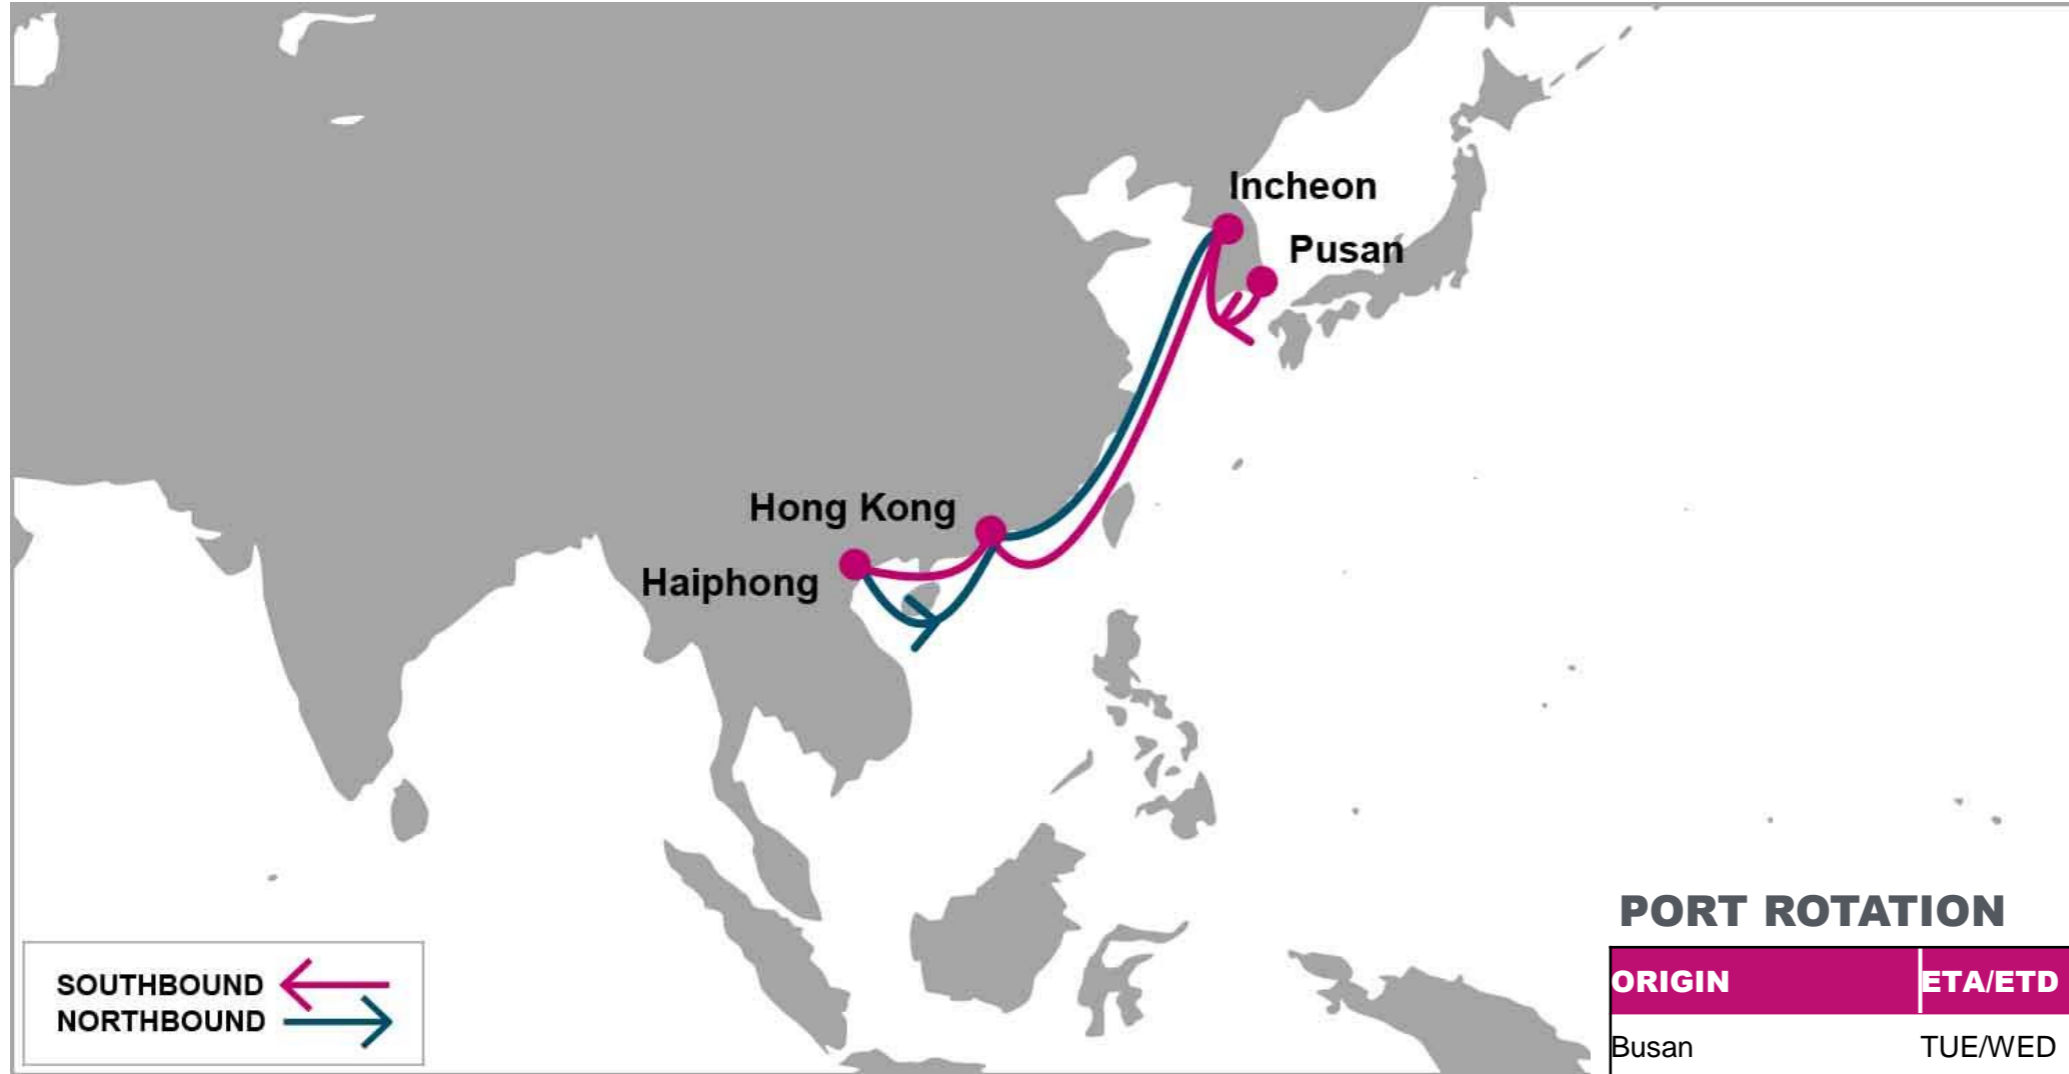 Incheon
Pusan
Hong Kong
Haiphong
SOUTHBOUND
NORTHBOUND
PORT ROTATION
ORIGIN ETA/ETD
Busan TUE/WED